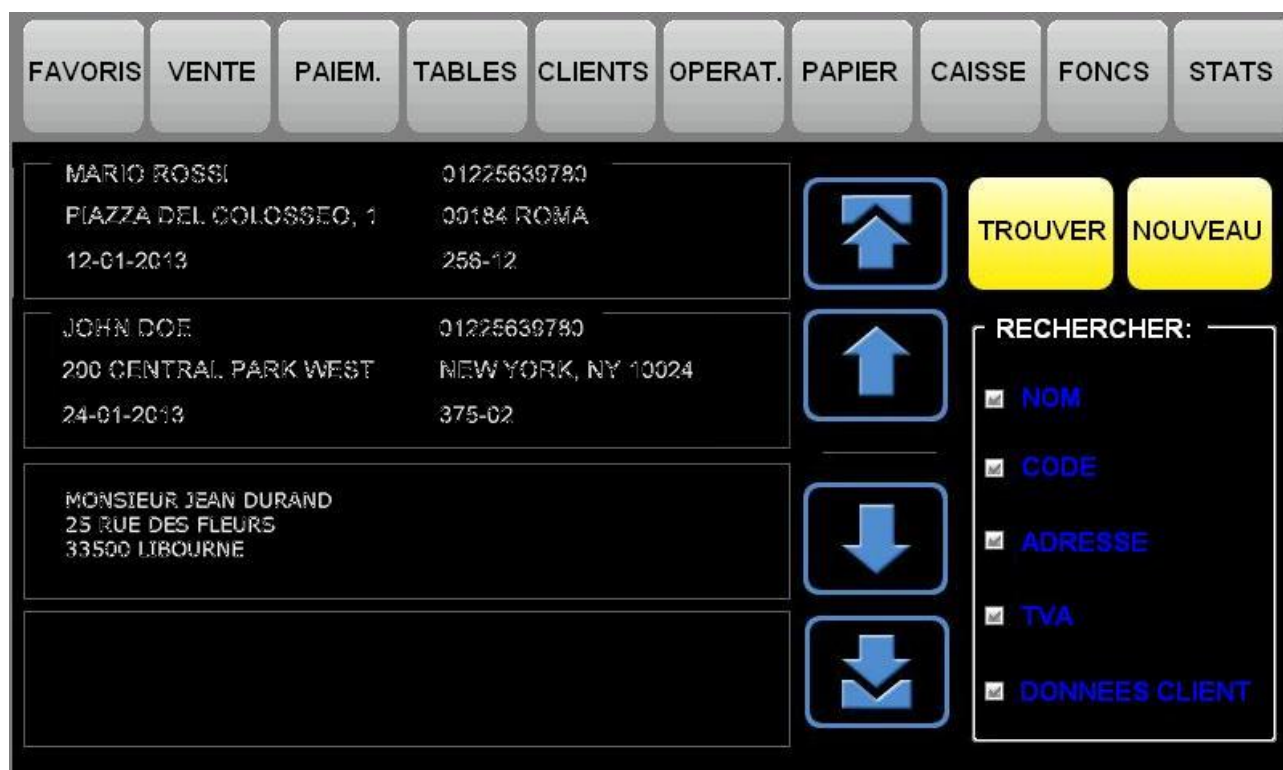 FAVORIS VENTE PAIEM. TABLES CLIENTS OPERAT. PAPIER CAISSE FONCS STATS
MARIO ROSSI 01225639780
PIAZZA DEL COLOSSEO, 1 00184 ROMA
12-01-2013 256-12
JOHN DOE 01225639780
200 CENTRAL PARK WEST NEW YORK, NY 10024
24-01-2013 375-02
MONSIEUR JEAN DURAND
25 RUE DES FLEURS
33500 LIBOURNE
TROUVER NOUVEAU
RECHERCHER:
NOM
CODE
ADRESSE
TVA
DONNEES CLIENT